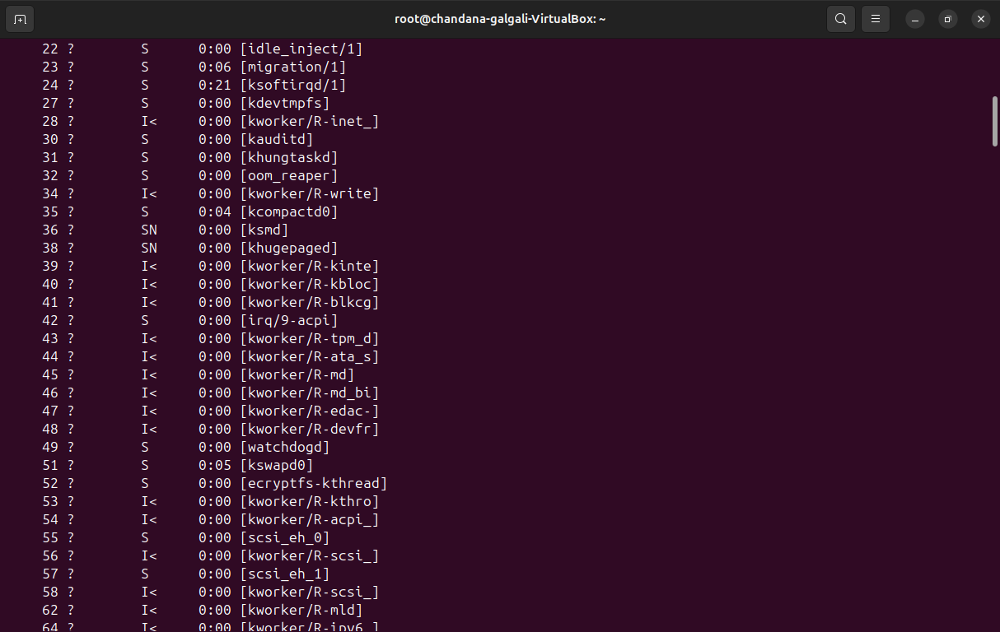 root@chandana-galgali-VirtualBox: ~
22 ? S 0:00 [idle_inject/1]
23 ? S 0:06 [migration/1]
24 ? S 0:21 [ksoftirqd/1]
27 ? S 0:00 [kdevtmpfs]
28 ? I< 0:00 [kworker/R-inet_]
30 ? S 0:00 [kauditd]
31 ? S 0:00 [khungtaskd]
32 ? S 0:00 [oom_reaper]
34 ? I< 0:00 [kworker/R-write]
35 ? S 0:04 [kcompactd0]
36 ? SN 0:00 [ksmd]
38 ? SN 0:00 [khugepaged]
39 ? I< 0:00 [kworker/R-kinte]
40 ? I< 0:00 [kworker/R-kbloc]
41 ? I< 0:00 [kworker/R-blkcg]
42 ? S 0:00 [irq/9-acpi]
43 ? I< 0:00 [kworker/R-tpm_d]
44 ? I< 0:00 [kworker/R-ata_s]
45 ? I< 0:00 [kworker/R-md]
46 ? I< 0:00 [kworker/R-md_bi]
47 ? I< 0:00 [kworker/R-edac-]
48 ? I< 0:00 [kworker/R-devfr]
49 ? S 0:00 [watchdogd]
51 ? S 0:05 [kswapd0]
52 ? S 0:00 [ecryptfs-kthread]
53 ? I< 0:00 [kworker/R-kthro]
54 ? I< 0:00 [kworker/R-acpi_]
55 ? S 0:00 [scsi_eh_0]
56 ? I< 0:00 [kworker/R-scsi_]
57 ? S 0:00 [scsi_eh_1]
58 ? I< 0:00 [kworker/R-scsi_]
62 ? I< 0:00 [kworker/R-mld]
64 ? I< 0:00 [kworker/R-ipv6_]